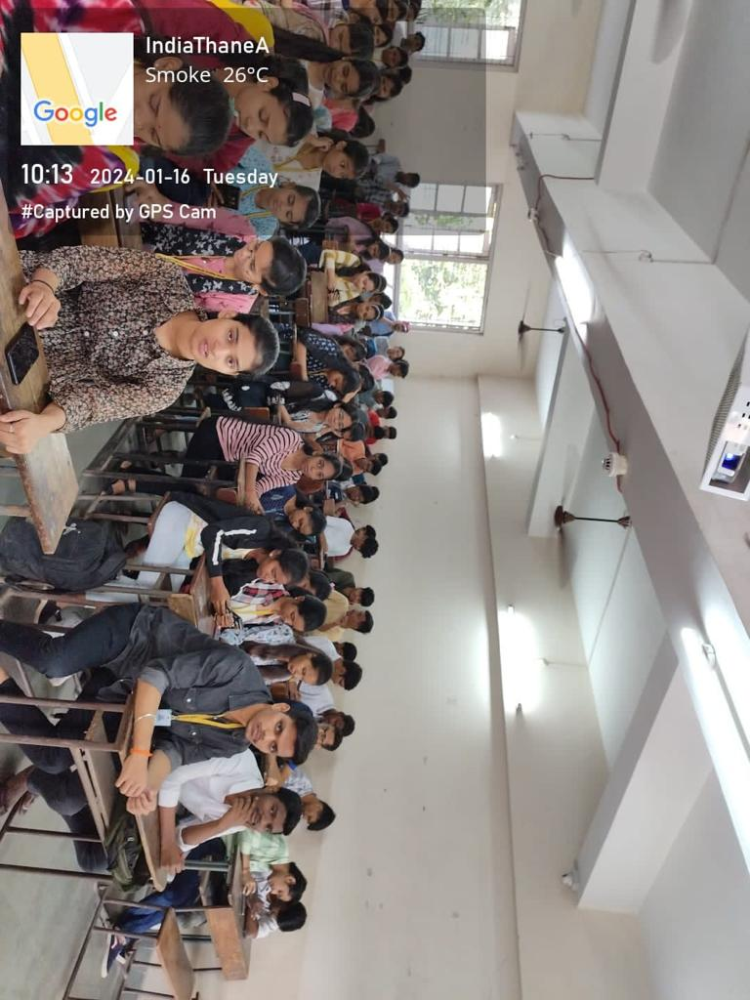 IndiaThaneA
Smoke 26°C
Google
10:13 2024-01-16 Tuesday
#Captured by GPS Cam